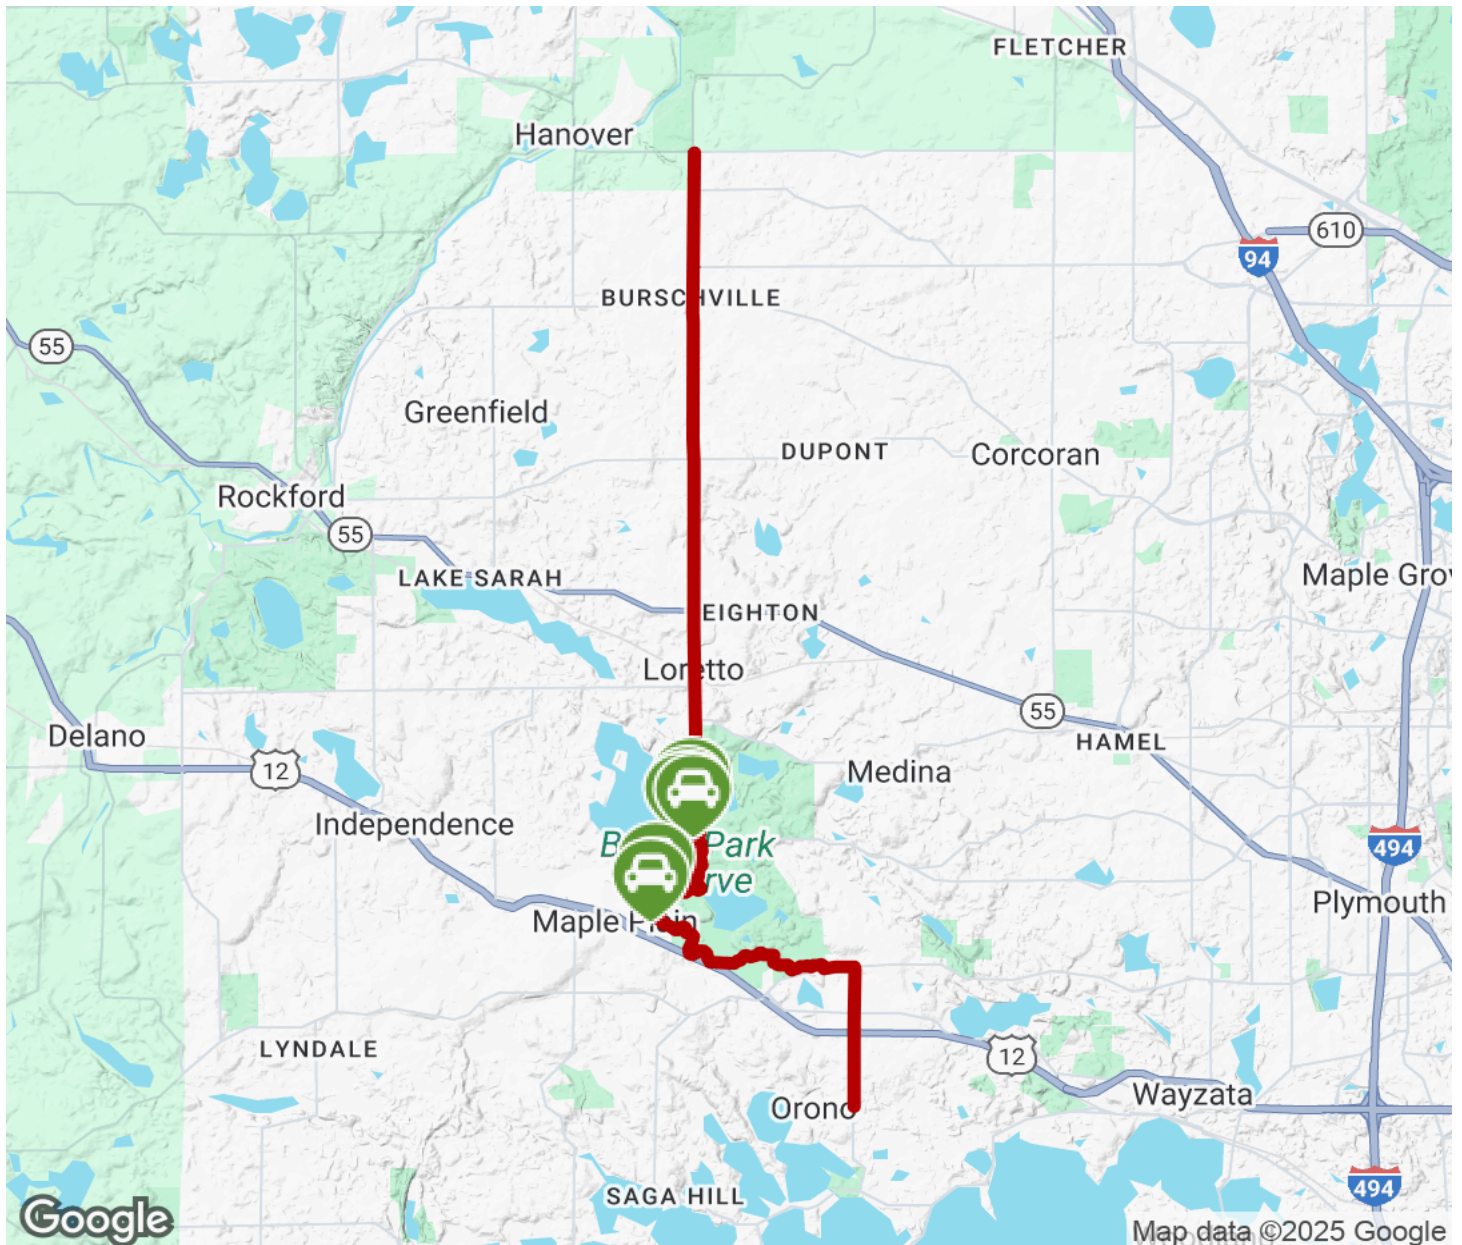 FLETCHER
Hanover
610
94
BURSCHVILLE
55
Greenfield
DUPONT
Corcoran
Rockford
55
Maple Grov
LAKE SARAH
EIGHTON
Loretto
55
Delano
HAMEL
12
Medina
Independence
B Park
rve
494
Plymouth
Maple Plain
LYNDALE
12
Wayzata
Orono
SAGA HILL
494
Google
Map data ©2025 Google